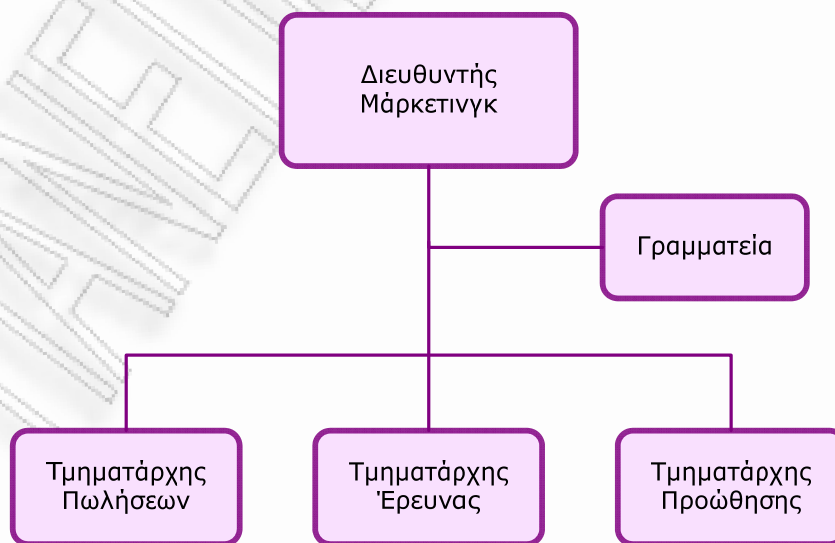 Διευθυντής
Μάρκετινγκ
Γραμματεία
Τμηματάρχης
Πωλήσεων
Τμηματάρχης
Έρευνας
Τμηματάρχης
Προώθησης